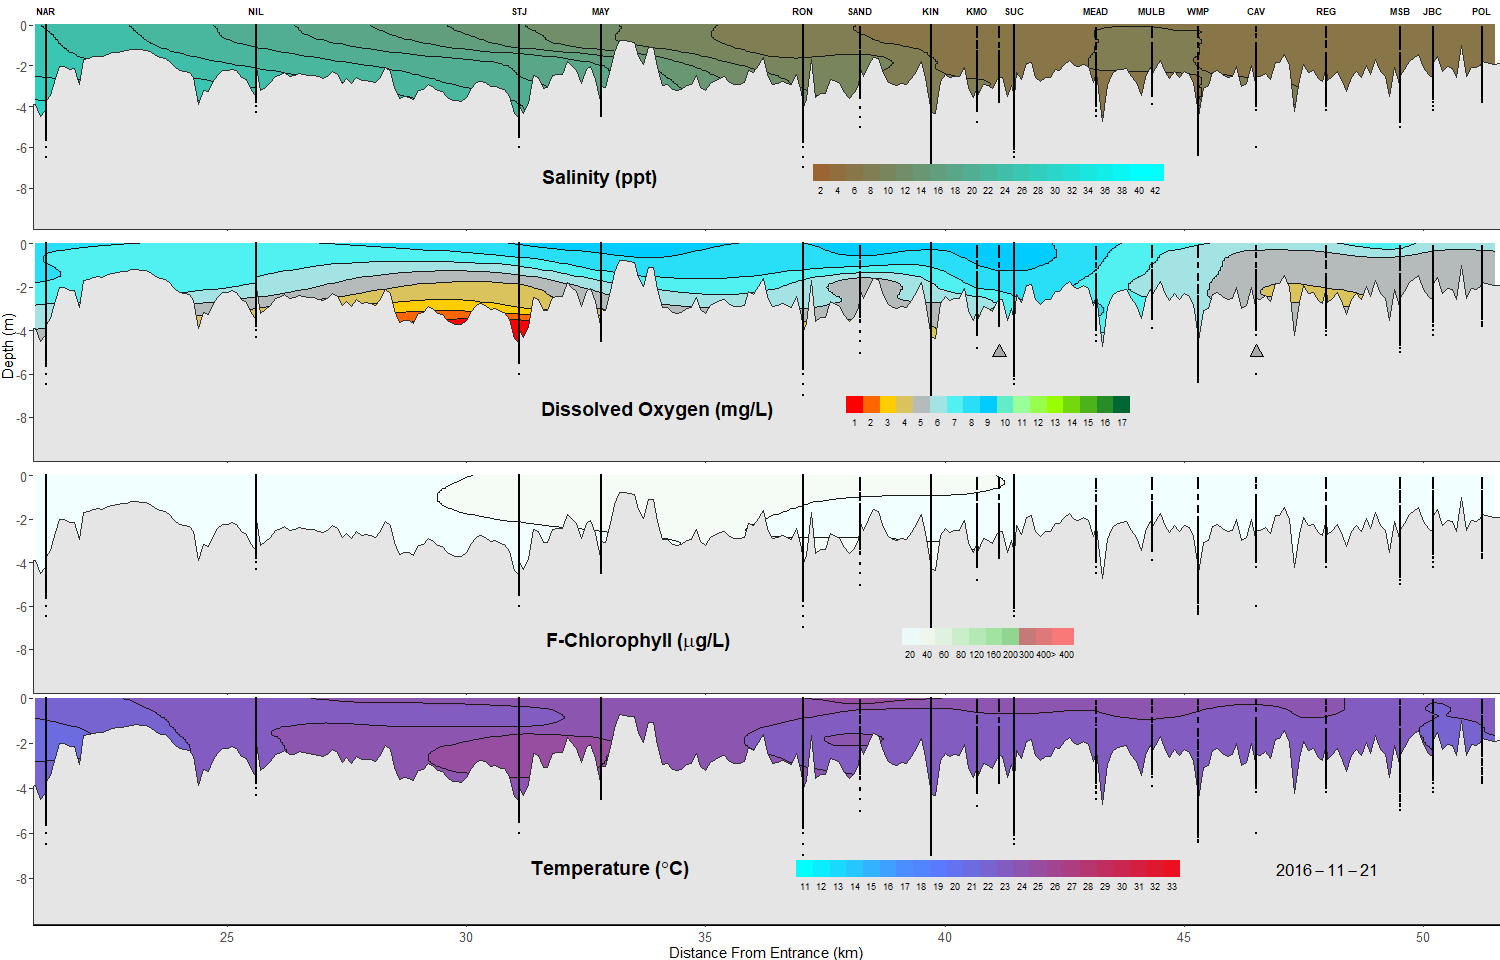 NAR NIL STJ MAY RON SAND KIN KMO SUC MEAD MULB WMP CAV REG MSB JBC POL
0
-2
-4
-6
-8
Salinity (ppt)
2 4 6 8 10 12 14 16 18 20 22 24 26 28 30 32 34 36 38 40 42
0
-2
-4
-6
-8
Depth (m)
Dissolved Oxygen (mg/L)
1 2 3 4 5 6 7 8 9 10 11 12 13 14 15 16 17
0
-2
-4
-6
-8
F-Chlorophyll (μg/L)
20 40 60 80 120 160 200 300 400> 400
0
-2
-4
-6
-8
Temperature (°C)
11 12 13 14 15 16 17 18 19 20 21 22 23 24 25 26 27 28 29 30 31 32 33
2016−11−21
25 30 35 40 45 50
Distance From Entrance (km)